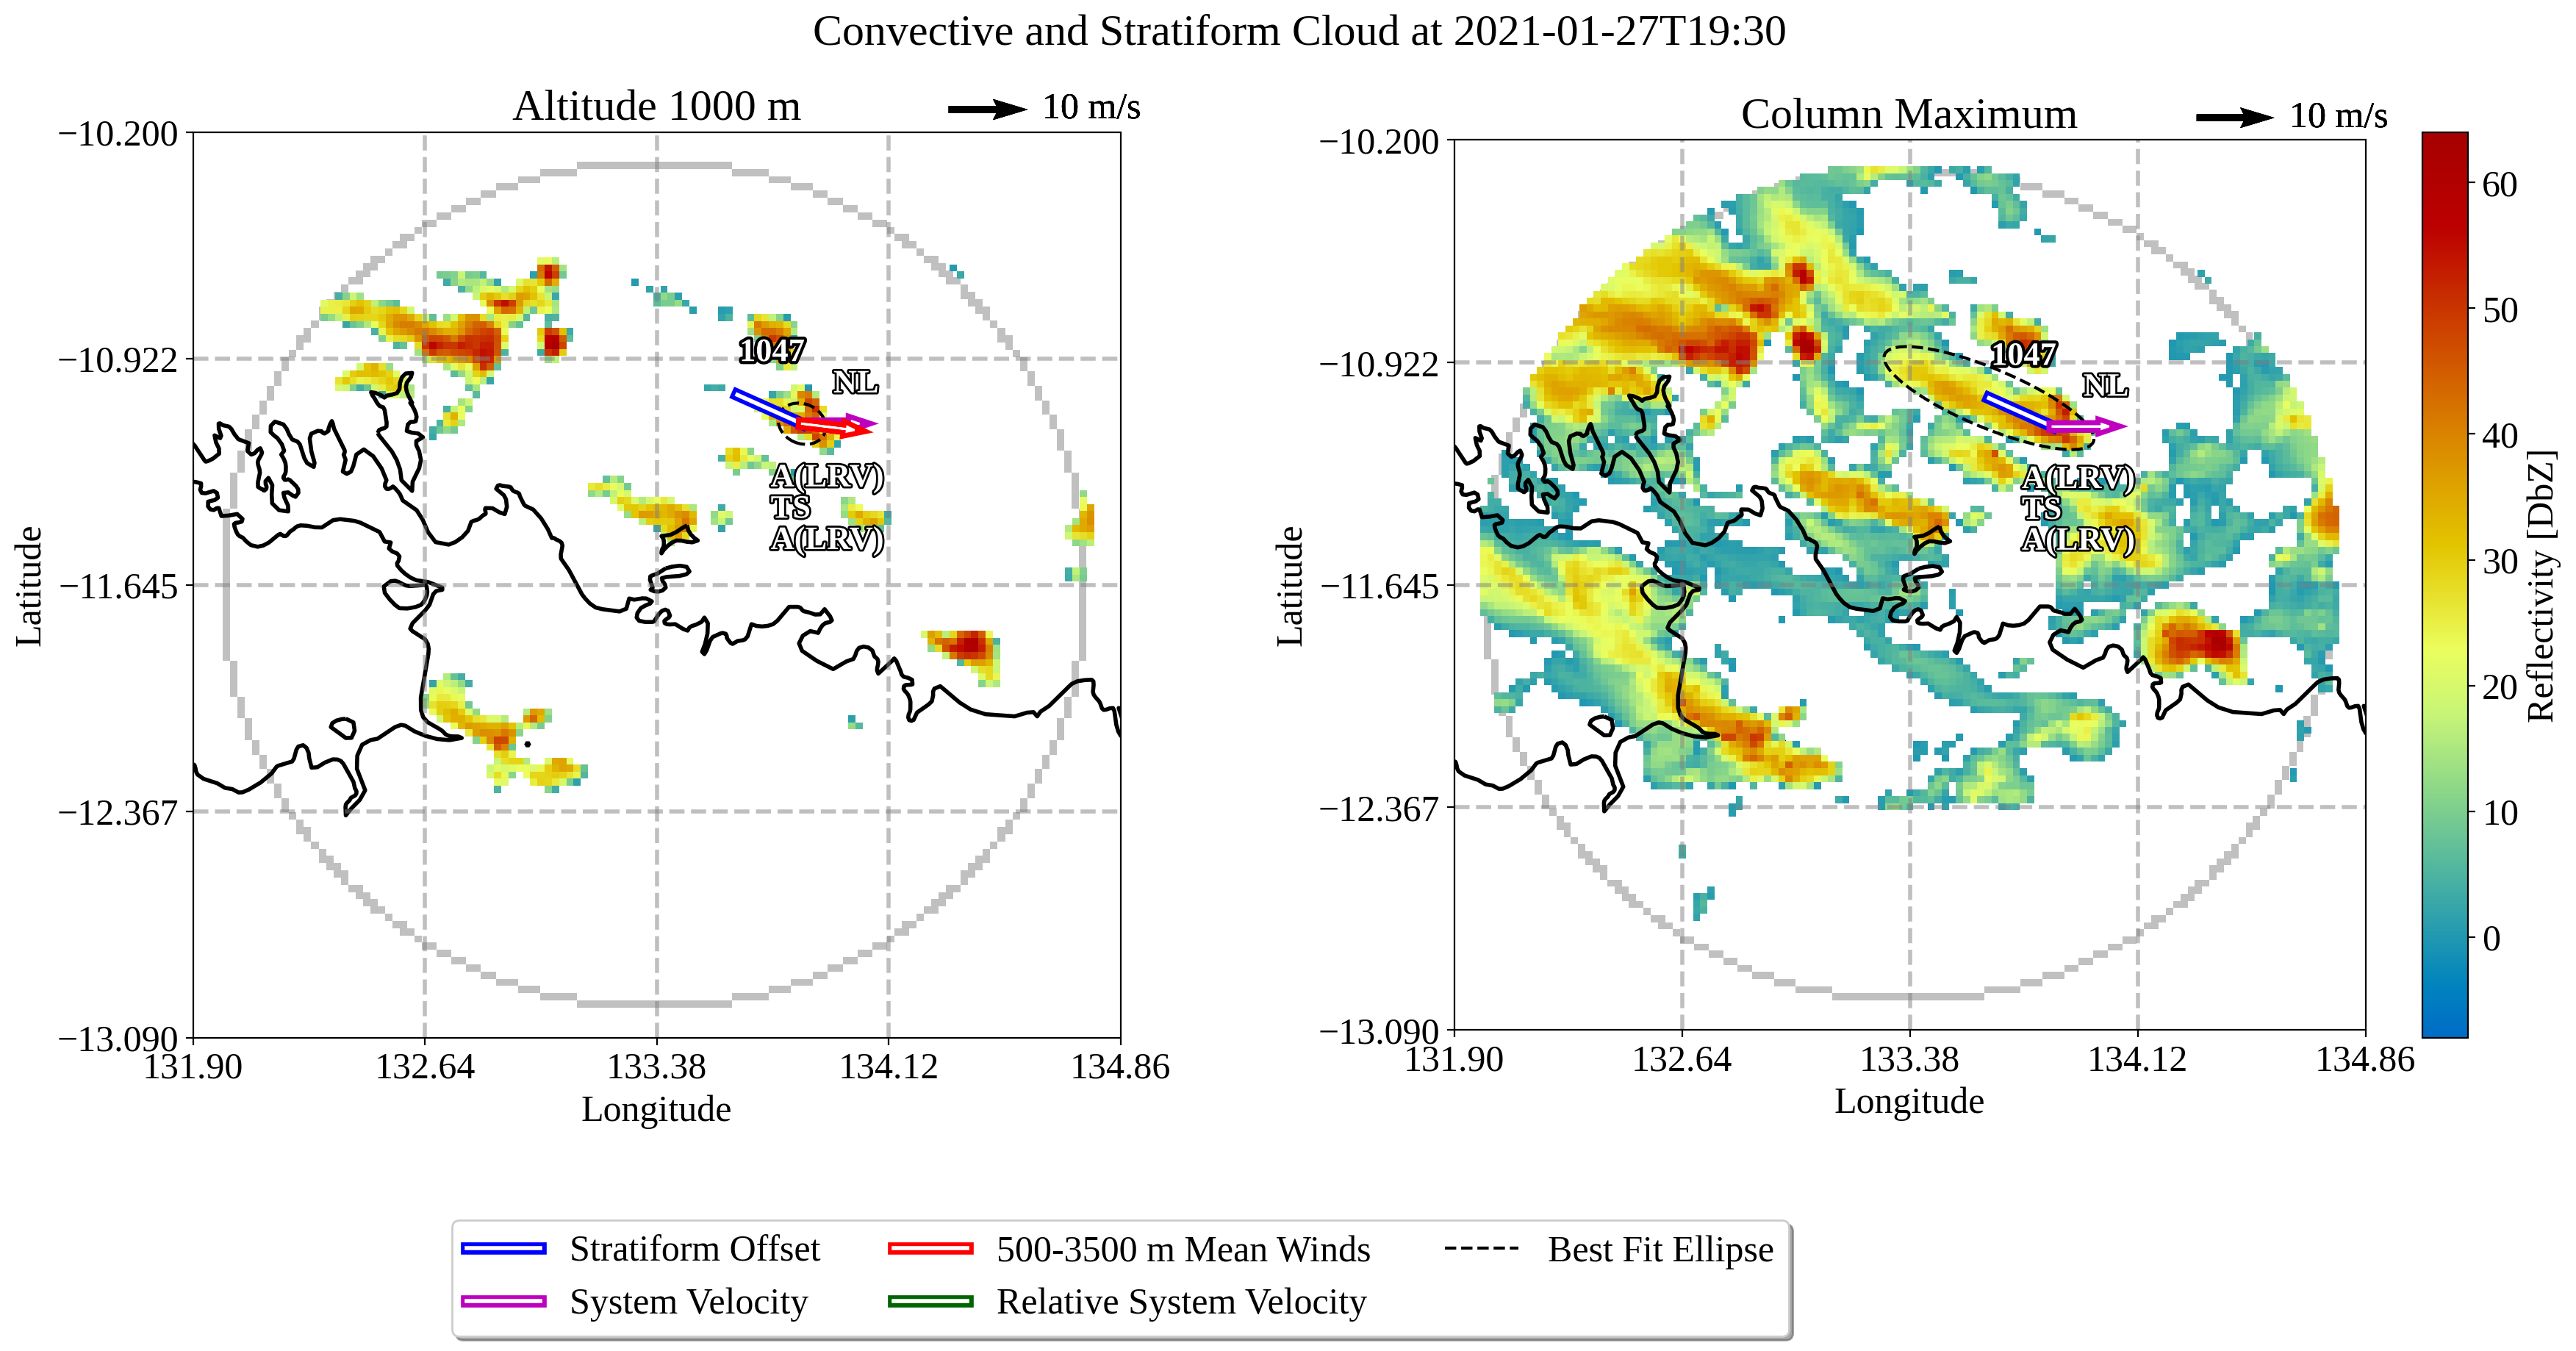 Convective and Stratiform Cloud at 2021-01-27T19:30
Altitude 1000 m
10 m/s
Column Maximum
10 m/s
−10.200
−10.922
−11.645
−12.367
−13.090
Latitude
131.90
132.64
133.38
134.12
134.86
Longitude
1047
NL
A(LRV)
TS
A(LRV)
−10.200
−10.922
−11.645
−12.367
−13.090
Latitude
131.90
132.64
133.38
134.12
134.86
Longitude
1047
NL
A(LRV)
TS
A(LRV)
60
50
40
30
20
10
0
Reflectivity [DbZ]
Stratiform Offset
System Velocity
500-3500 m Mean Winds
Relative System Velocity
Best Fit Ellipse